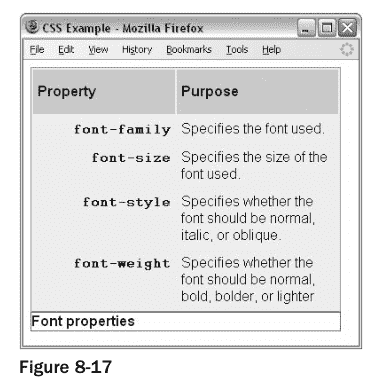 CSS Example - Mozilla Firefox
File Edit View History Bookmarks Tools Help
Property Purpose
font-family Specifies the font used.
font-size Specifies the size of the
font used.
font-style Specifies whether the
font should be normal,
italic, or oblique.
font-weight Specifies whether the
font should be normal,
bold, bolder, or lighter
Font properties
Figure 8-17